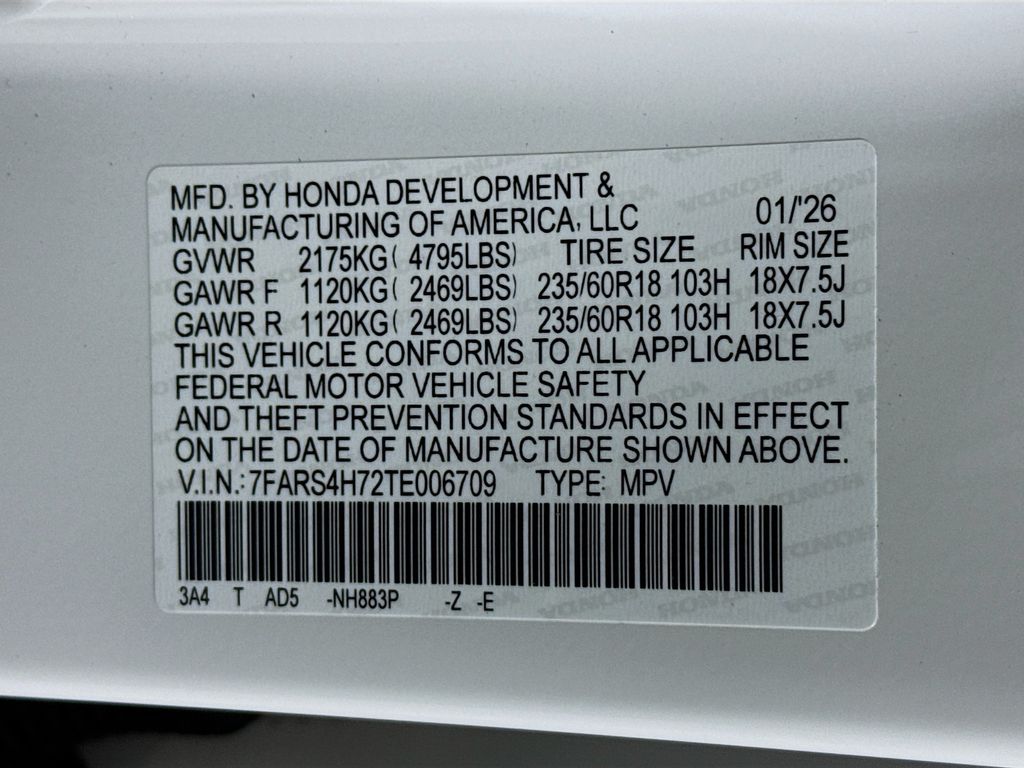 MFD. BY HONDA DEVELOPMENT &
MANUFACTURING OF AMERICA, LLC 01/'26
GVWR 2175KG( 4795LBS) TIRE SIZE RIM SIZE
GAWR F 1120KG( 2469LBS) 235/60R18 103H 18X7.5J
GAWR R 1120KG( 2469LBS) 235/60R18 103H 18X7.5J
THIS VEHICLE CONFORMS TO ALL APPLICABLE
FEDERAL MOTOR VEHICLE SAFETY
AND THEFT PREVENTION STANDARDS IN EFFECT
ON THE DATE OF MANUFACTURE SHOWN ABOVE.
V.I.N.: 7FARS4H72TE006709 TYPE: MPV
3A4 T AD5 -NH883P -Z -E